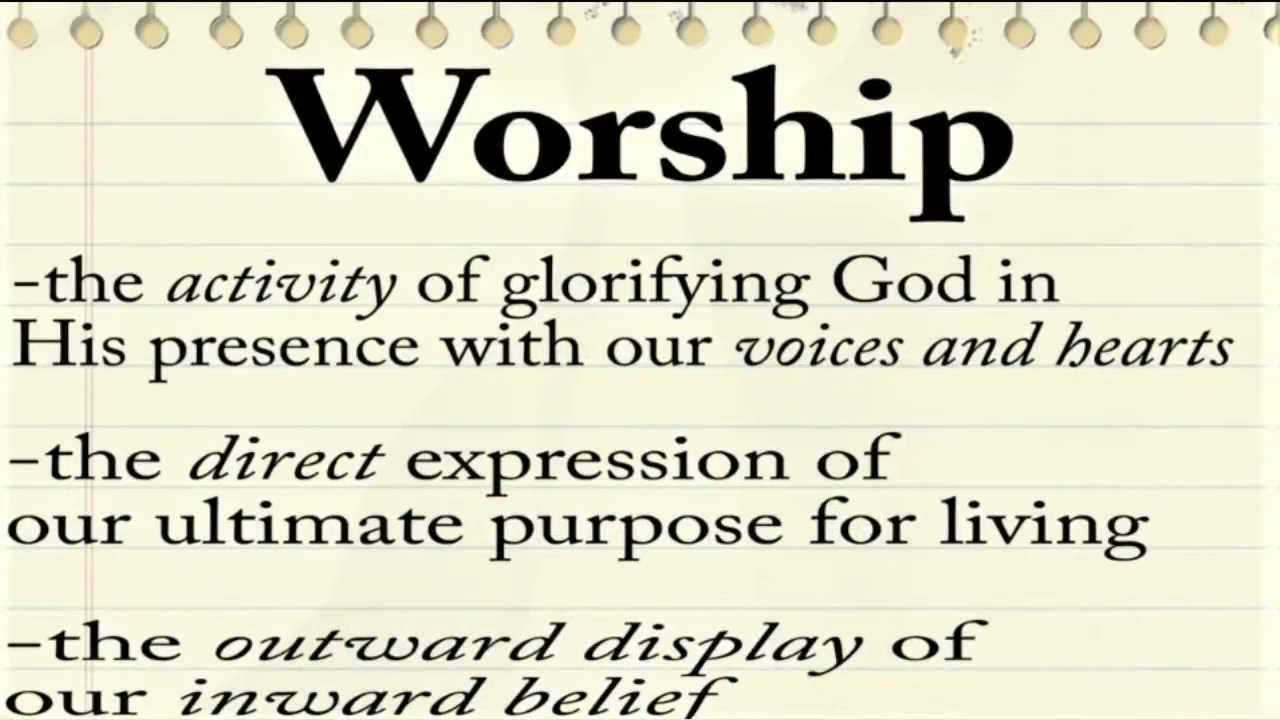 Worship
-the activity of glorifying God in
His presence with our voices and hearts
-the direct expression of
our ultimate purpose for living
-the outward display of
our inward belief